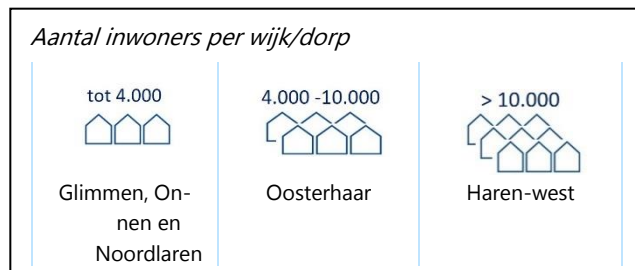 Aantal inwoners per wijk/dorp
tot 4.000
4.000 -10.000
> 10.000
Glimmen, On-
nen en
Noordlaren
Oosterhaar
Haren-west